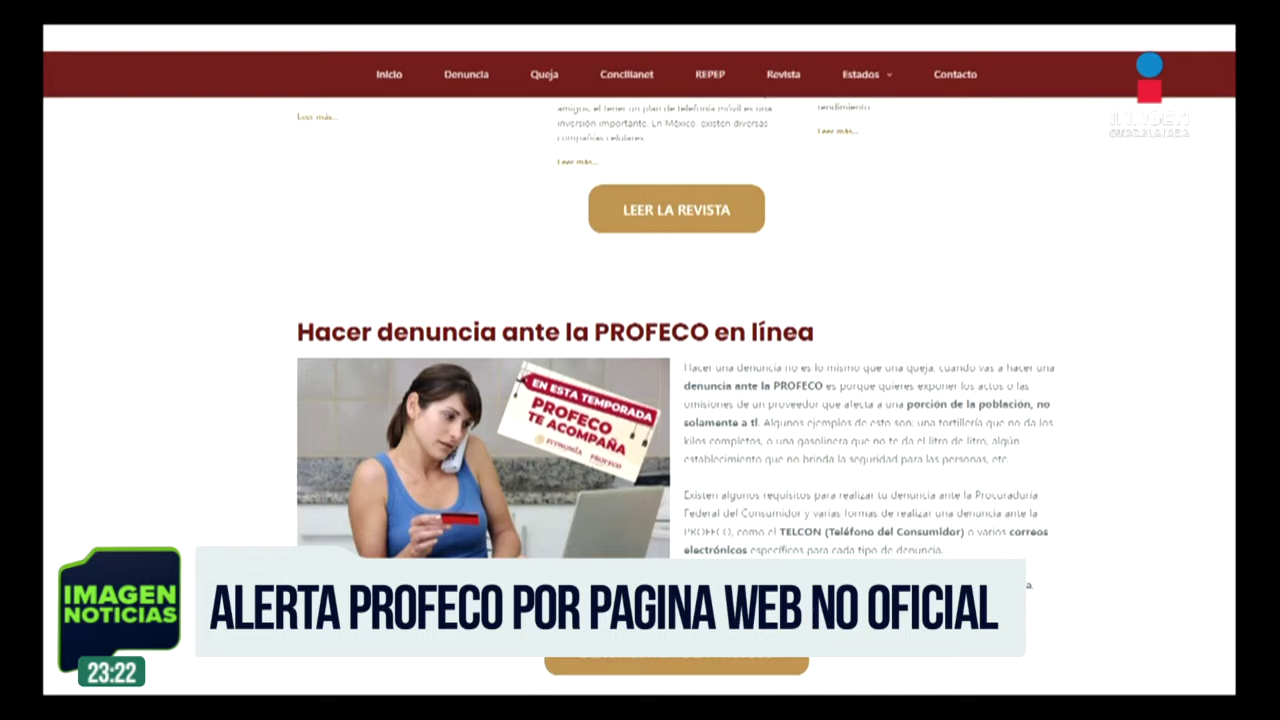 Inicio Denuncia Queja Concilianet REPEP Revista Estados Contacto
amigos, el tener un plan de telefonía móvil es una
inversión importante. En México, existen diversas
compañías celulares
rendimiento
Leer más...
Leer más...
Leer más...
LEER LA REVISTA
Hacer denuncia ante la PROFECO en línea
EN ESTA TEMPORADA
PROFECO
TE ACOMPAÑA
ECONOMÍA PROFECO
Hacer una denuncia no es lo mismo que una queja, cuando vas a hacer una
denuncia ante la PROFECO es porque quieres exponer los actos o las
omisiones de un proveedor que afecta a una porción de la población, no
solamente a ti. Algunos ejemplos de esto son: una tortillería que no da los
kilos completos, o una gasolinera que no te da el litro de litro, algún
establecimiento que no brinda la seguridad para las personas, etc.
Existen algunos requisitos para realizar tu denuncia ante la Procuraduría
Federal del Consumidor y varias formas de realizar una denuncia ante la
PROFECO, como el TELCON (Teléfono del Consumidor) o varios correos
electrónicos específicos para cada tipo de denuncia.
IMAGEN
NOTICIAS
23:22
ALERTA PROFECO POR PAGINA WEB NO OFICIAL
IMAGEN